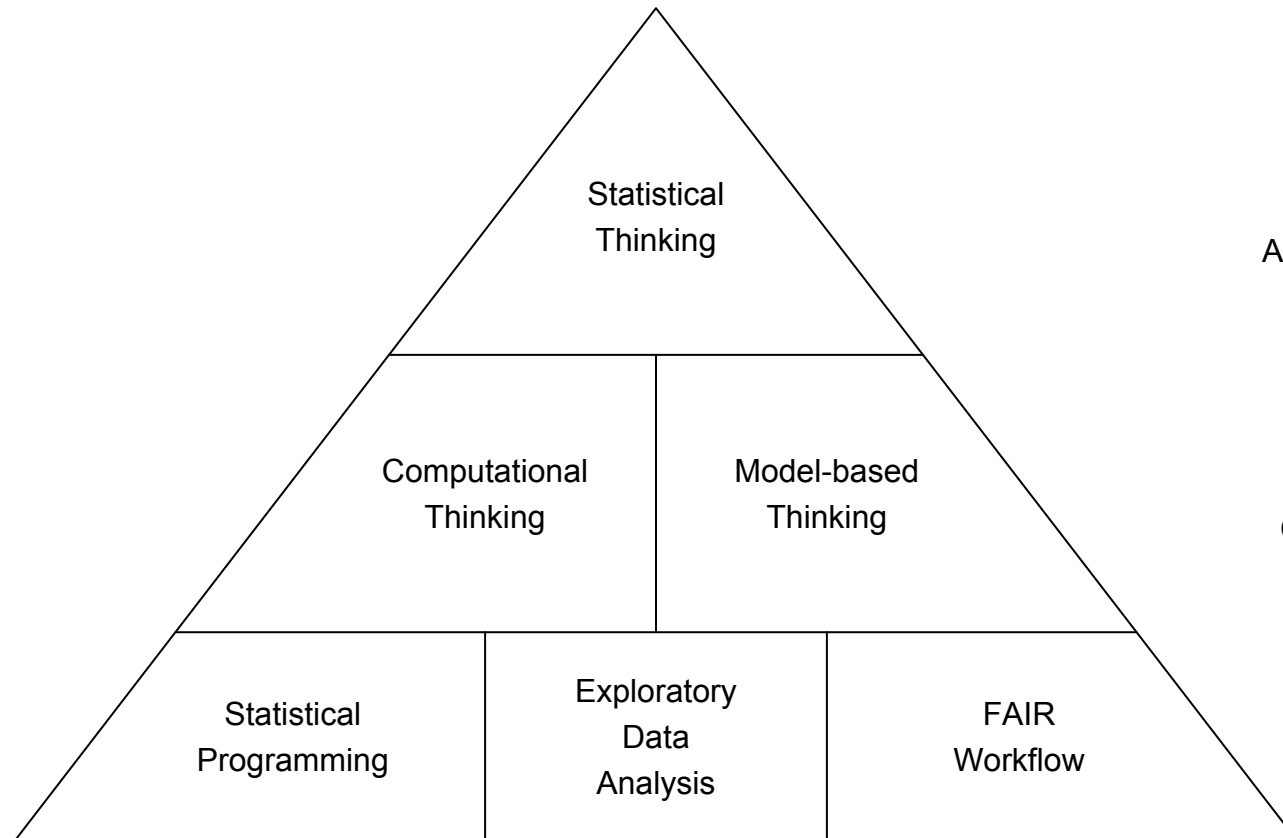 Statistical
Thinking
A
Computational
Thinking
Model-based
Thinking
Statistical
Programming
Exploratory
Data
Analysis
FAIR
Workflow